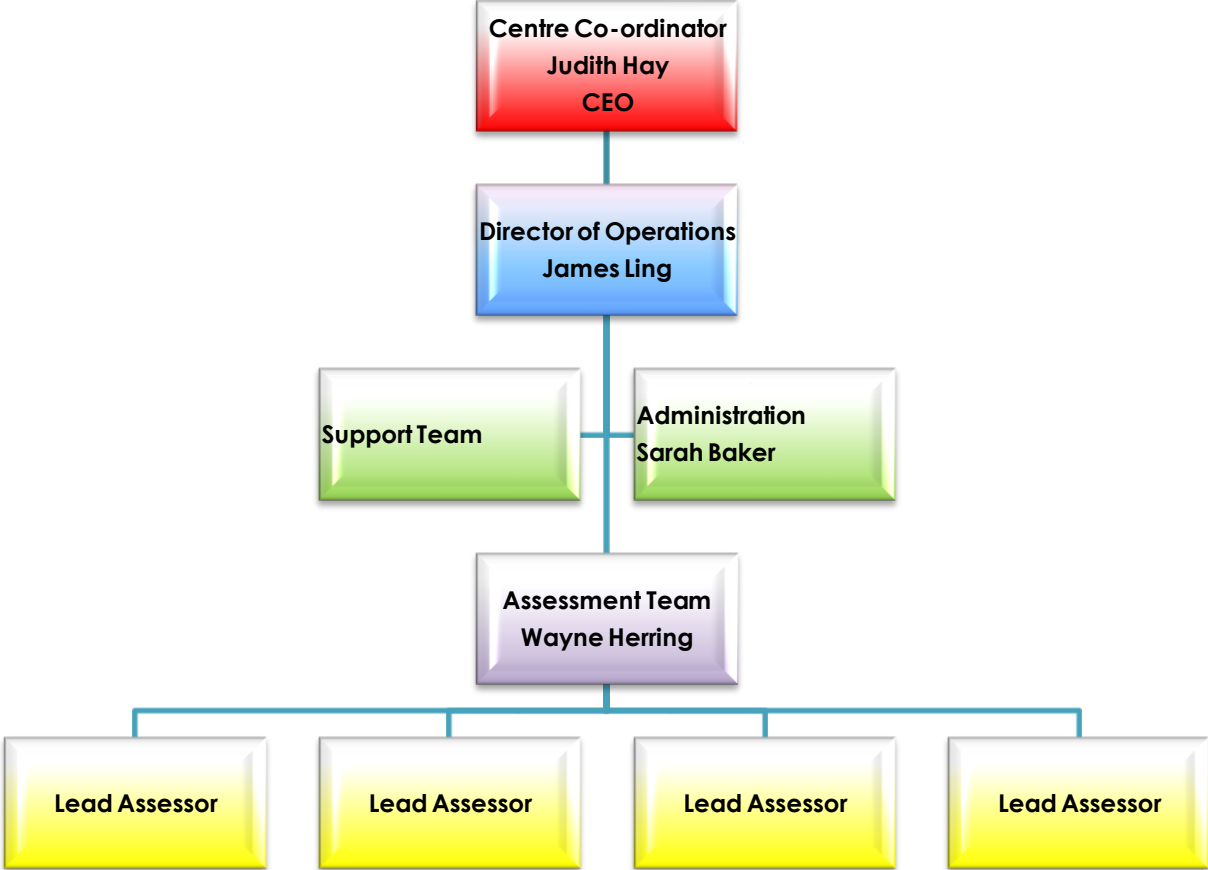 Centre Co-ordinator
Judith Hay
CEO
Director of Operations
James Ling
Support Team
Administration
Sarah Baker
Assessment Team
Wayne Herring
Lead Assessor
Lead Assessor
Lead Assessor
Lead Assessor